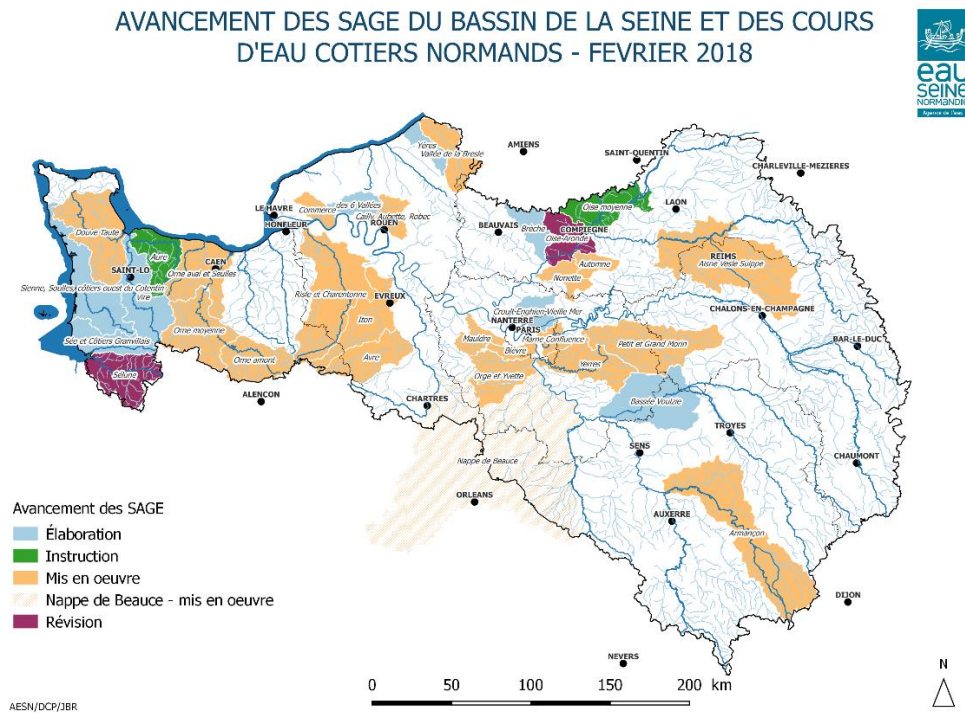 AVANCEMENT DES SAGE DU BASSIN DE LA SEINE ET DES COURS
D'EAU COTIERS NORMANDS - FEVRIER 2018
eau
SEINE
NORMANDIE
Agence de l'eau
Yères
Vallée de la Bresle
AMIENS
SAINT-QUENTIN
CHARLEVILLE-MEZIERES
LE HAVRE
HONFLEUR
Commerce
des 6 Vallées
Cailly, Aubette, Robec
ROUEN
BEAUVAIS
Brèche
COMPIEGNE
Oise-Aronde
Oise moyenne
LAON
Douve Taute
Aure
CAEN
Orne aval et Seulles
SAINT-LO
Sienne, Soulles, côtiers ouest du Cotentin
Vire
Automne
Nonette
REIMS
Aisne Vesle Suippe
Risle et Charentonne
EVREUX
Iton
Croult-Enghien-Vieille Mer
NANTERRE
PARIS
CHALONS-EN-CHAMPAGNE
Orne moyenne
Sée et Côtiers Granvillais
Mauldre
Bièvre
Marne Confluence
Petit et Grand Morin
BAR-LE-DUC
Orne amont
Avre
Yerres
Sélune
Orge et Yvette
ALENCON
CHARTRES
Bassée Voulzie
TROYES
SENS
Nappe de Beauce
CHAUMONT
ORLEANS
AUXERRE
Armançon
DIJON
NEVERS
Avancement des SAGE
Élaboration
Instruction
Mis en oeuvre
Nappe de Beauce - mis en oeuvre
Révision
0 50 100 150 200 km
N
AESN/DCP/JBR